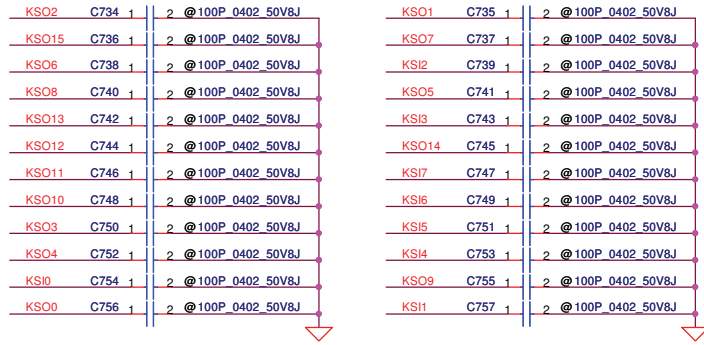 KSO2 C734 1 2 @100P_0402_50V8J KSO1 C735 1 2 @100P_0402_50V8J
KSO15 C736 1 2 @100P_0402_50V8J KSO7 C737 1 2 @100P_0402_50V8J
KSO6 C738 1 2 @100P_0402_50V8J KSI2 C739 1 2 @100P_0402_50V8J
KSO8 C740 1 2 @100P_0402_50V8J KSO5 C741 1 2 @100P_0402_50V8J
KSO13 C742 1 2 @100P_0402_50V8J KSI3 C743 1 2 @100P_0402_50V8J
KSO12 C744 1 2 @100P_0402_50V8J KSO14 C745 1 2 @100P_0402_50V8J
KSO11 C746 1 2 @100P_0402_50V8J KSI7 C747 1 2 @100P_0402_50V8J
KSO10 C748 1 2 @100P_0402_50V8J KSI6 C749 1 2 @100P_0402_50V8J
KSO3 C750 1 2 @100P_0402_50V8J KSI5 C751 1 2 @100P_0402_50V8J
KSO4 C752 1 2 @100P_0402_50V8J KSI4 C753 1 2 @100P_0402_50V8J
KSI0 C754 1 2 @100P_0402_50V8J KSO9 C755 1 2 @100P_0402_50V8J
KSO0 C756 1 2 @100P_0402_50V8J KSI1 C757 1 2 @100P_0402_50V8J